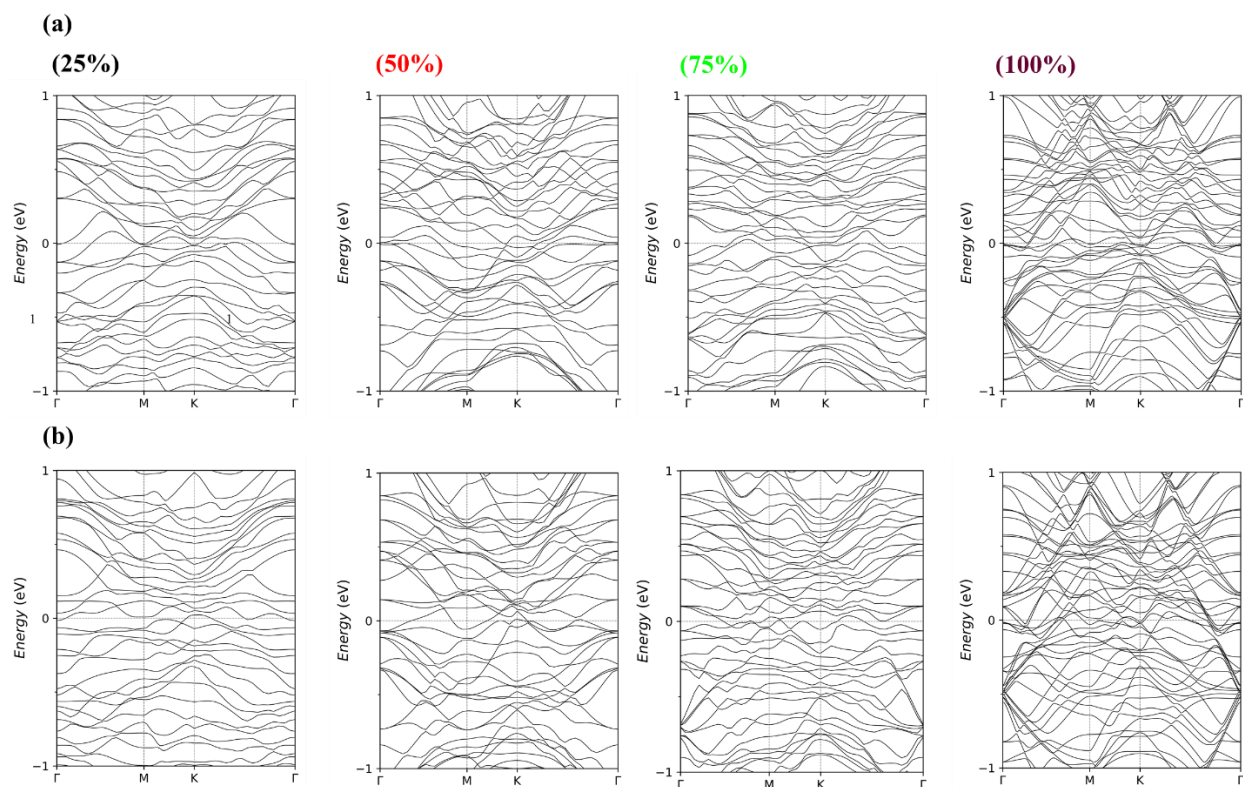 (a)
(25%) (50%) (75%) (100%)
1 1 1 1
Energy (eV) Energy (eV) Energy (eV) Energy (eV)
0 0 0 0
1 1
−1 −1 −1 −1
Γ M K Γ Γ M K Γ Γ M K Γ Γ M K Γ
(b)
1 1 1 1
Energy (eV) Energy (eV) Energy (eV) Energy (eV)
0 0 0 0
−1 −1 −1 −1
Γ M K Γ Γ M K Γ Γ M K Γ Γ M K Γ